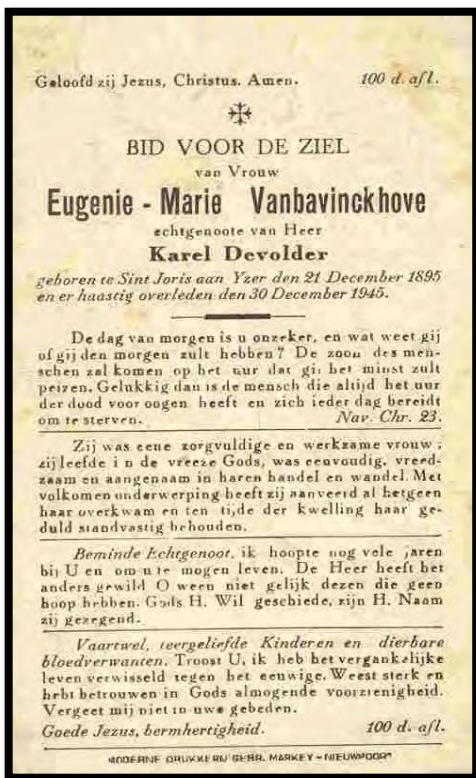 Geloofd zij Jezus, Christus. Amen. 100 d. afl.
BID VOOR DE ZIEL
van Vrouw
Eugenie - Marie Vanbavinckhove
echtgenoote van Heer
Karel Devolder
geboren te Sint Joris aan Yzer den 21 December 1895
en er haastig overleden den 30 December 1945.
De dag van morgen is u onzeker, en wat weet gij
of gij den morgen zult hebben? De zoon des men-
schen zal komen op het uur dat gij het minst zult
peizen. Gelukkig dan is de mensch die altijd het uur
der dood voor oogen heeft en zich ieder dag bereidt
om te sterven. Nav. Chr. 23.
Zij was eene zorgvuldige en werkzame vrouw;
zij leefde in de vreeze Gods, was eenvoudig, vreed-
zaam en aangenaam in haren handel en wandel. Met
volkomen onderwerping heeft zij aanveerd al hetgeen
haar overkwam en ten tijde der kwelling haar ge-
duld standvastig behouden.
Beminde Echtgenoot, ik hoopte nog vele jaren
bij U en om u te mogen leven. De Heer heeft het
anders gewild O ween niet gelijk dezen die geen
hoop hebben. Gods H. Wil geschiede, zijn H. Naam
zij gezegend.
Vaartwel, teergeliefde Kinderen en dierbare
bloedverwanten. Troost U, ik heb het vergankelijke
leven verwisseld tegen het eeuwige. Weest sterk en
hebt betrouwen in Gods almogende voorzienigheid.
Vergeet mij niet in uwe gebeden.
Goede Jezus, bermhertigheid. 100 d. afl.
MODERNE DRUKKERIJ GEBR. MARKEY - NIEUWPOORT